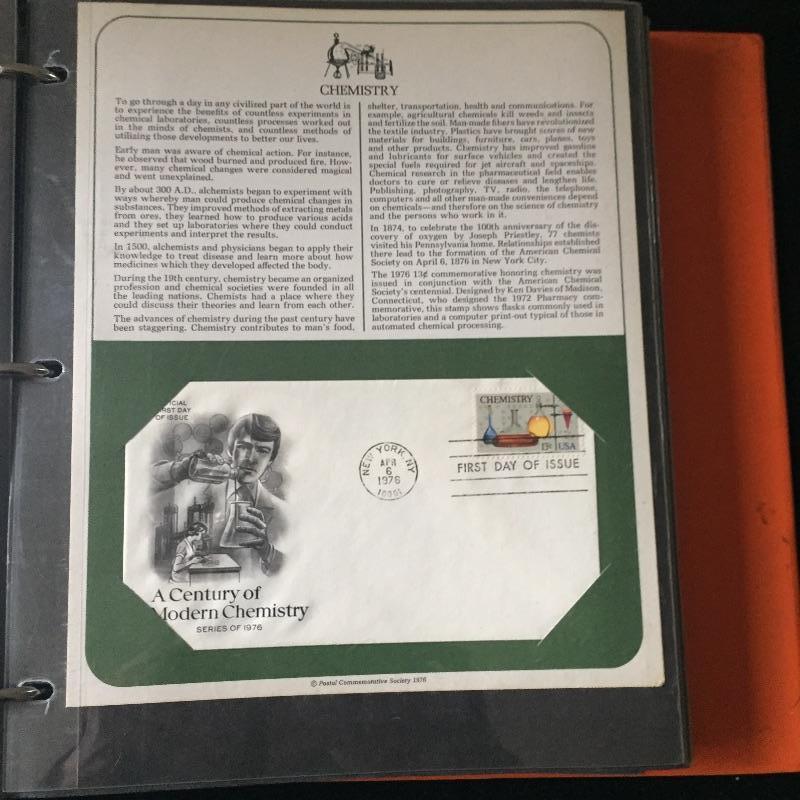 CHEMISTRY
To go through a day in any civilized part of the world is
to experience the benefits of countless experiments in
chemical laboratories, countless processes worked out
in the minds of chemists, and countless methods of
utilizing those developments to better our lives.
Early man was aware of chemical action. For instance,
he observed that wood burned and produced fire. How-
ever, many chemical changes were considered magical
and went unexplained.
By about 300 A.D., alchemists began to experiment with
ways whereby man could produce chemical changes in
substances. They improved methods of extracting metals
from ores, they learned how to produce various acids
and they set up laboratories where they could conduct
experiments and interpret the results.
In 1500, alchemists and physicians began to apply their
knowledge to treat disease and learn more about how
medicines which they developed affected the body.
During the 19th century, chemistry became an organized
profession and chemical societies were founded in all
the leading nations. Chemists had a place where they
could discuss their theories and learn from each other.
The advances of chemistry during the past century have
been staggering. Chemistry contributes to man's food,
shelter, transportation, health and communications. For
example, agricultural chemicals kill weeds and insects
and fertilize the soil. Man-made fibers have revolutionized
the textile industry. Plastics have brought scores of new
materials for buildings, furniture, cars, planes, toys
and other products. Chemistry has improved gasoline
and lubricants for surface vehicles and created the
special fuels required for jet aircraft and spaceships.
Chemical research in the pharmaceutical field enables
doctors to cure or relieve diseases and lengthen life.
Publishing, photography, TV, radio, the telephone,
computers and all other man-made conveniences depend
on chemicals—and therefore on the science of chemistry
and the persons who work in it.
In 1874, to celebrate the 100th anniversary of the dis-
covery of oxygen by Joseph Priestley, 77 chemists
visited his Pennsylvania home. Relationships established
there lead to the formation of the American Chemical
Society on April 6, 1876 in New York City.
The 1976 13¢ commemorative honoring chemistry was
issued in conjunction with the American Chemical
Society's centennial. Designed by Ken Davies of Madison,
Connecticut, who designed the 1972 Pharmacy com-
memorative, this stamp shows flasks commonly used in
laboratories and a computer print-out typical of those in
automated chemical processing.
ICIAL
RST DAY
OF ISSUE
NEW YORK, NY
APR
6
1976
10001
CHEMISTRY
13c USA
FIRST DAY OF ISSUE
A Century of
Modern Chemistry
SERIES OF 1976
© Postal Commemorative Society 1976